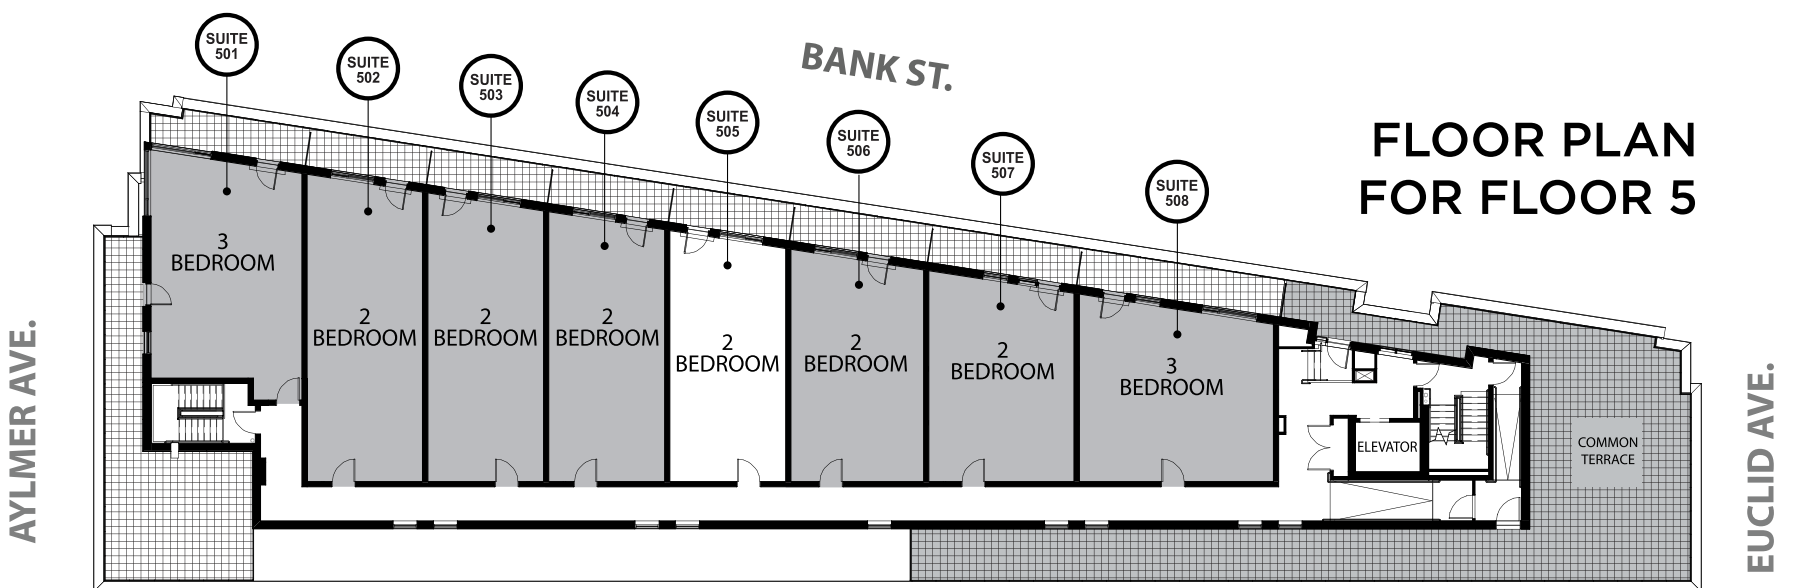 SUITE
501
SUITE
502
SUITE
503
SUITE
504
SUITE
505
SUITE
506
SUITE
507
SUITE
508
BANK ST.
FLOOR PLAN
FOR FLOOR 5
3
BEDROOM
2
BEDROOM
2
BEDROOM
2
BEDROOM
2
BEDROOM
2
BEDROOM
2
BEDROOM
3
BEDROOM
ELEVATOR
COMMON
TERRACE
AYLMER AVE.
EUCLID AVE.